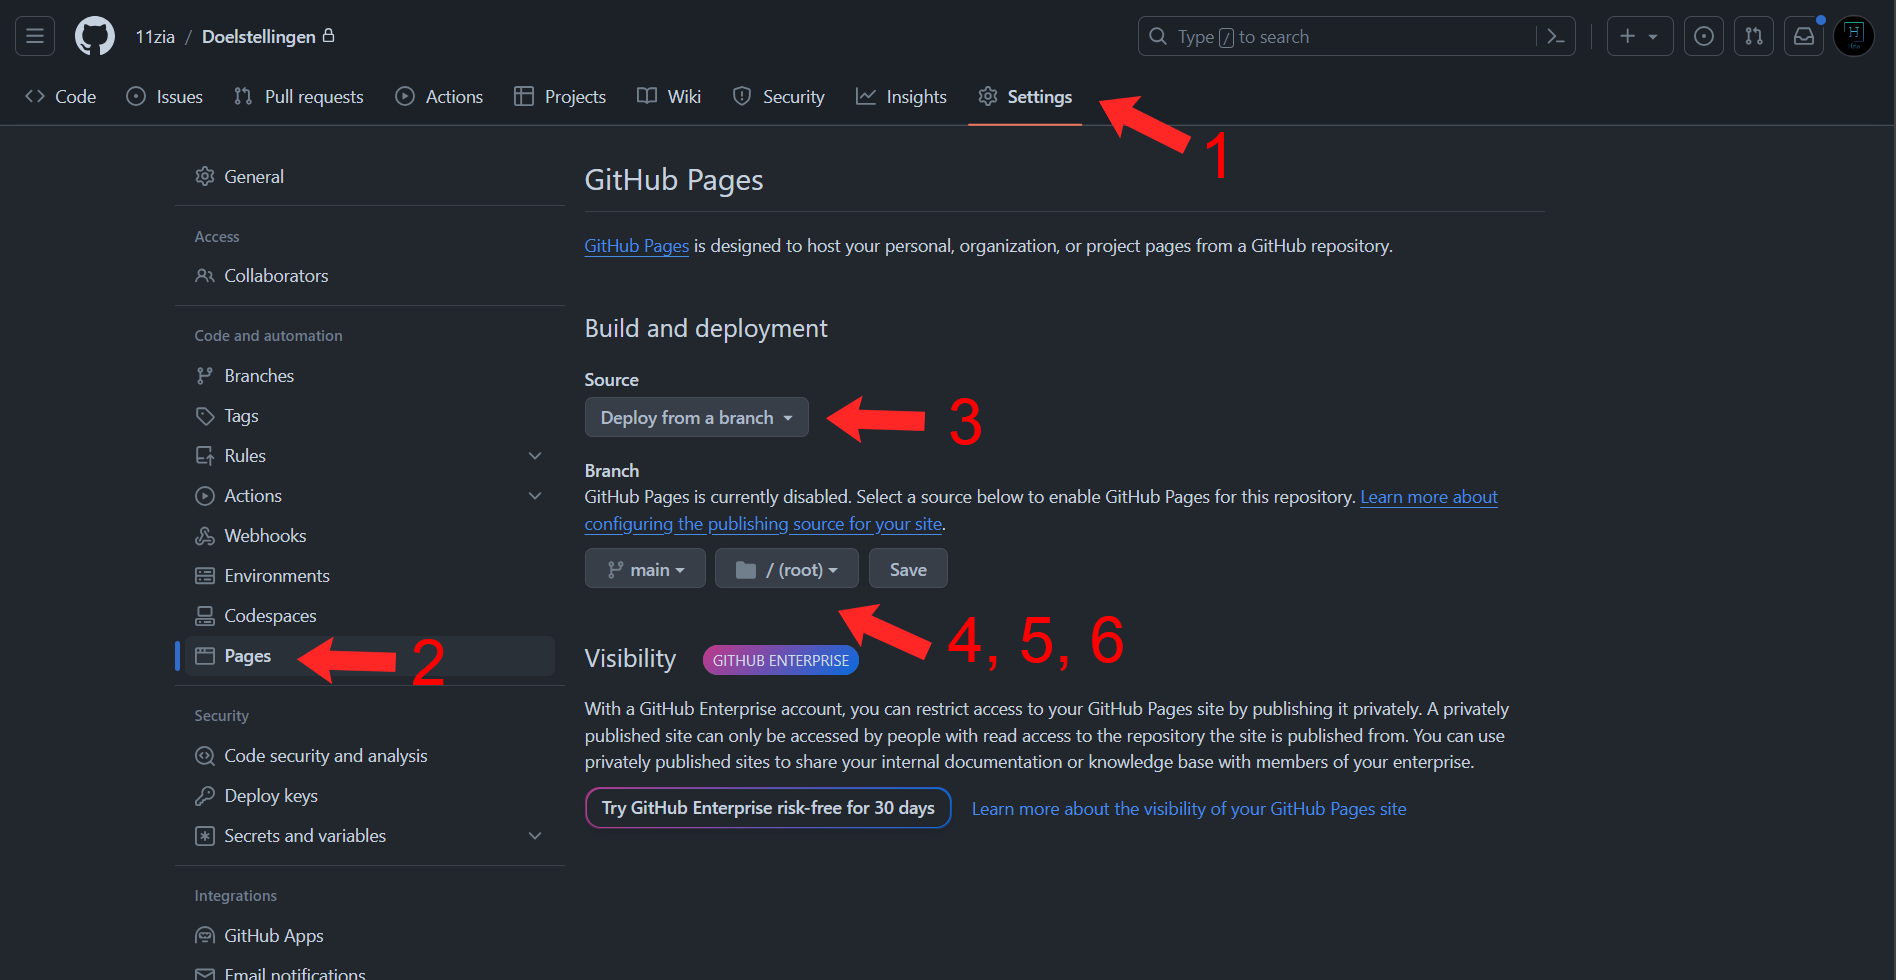 11zia / Doelstellingen
Type / to search
Code Issues Pull requests Actions Projects Wiki Security Insights Settings
1
General
Access
Collaborators
Code and automation
Branches
Tags
Rules
Actions
Webhooks
Environments
Codespaces
Pages
2
Security
Code security and analysis
Deploy keys
Secrets and variables
Integrations
GitHub Apps
Email notifications
GitHub Pages
GitHub Pages is designed to host your personal, organization, or project pages from a GitHub repository.
Build and deployment
Source
Deploy from a branch
3
Branch
GitHub Pages is currently disabled. Select a source below to enable GitHub Pages for this repository. Learn more about
configuring the publishing source for your site.
main / (root) Save
4, 5, 6
Visibility GITHUB ENTERPRISE
With a GitHub Enterprise account, you can restrict access to your GitHub Pages site by publishing it privately. A privately
published site can only be accessed by people with read access to the repository the site is published from. You can use
privately published sites to share your internal documentation or knowledge base with members of your enterprise.
Try GitHub Enterprise risk-free for 30 days Learn more about the visibility of your GitHub Pages site